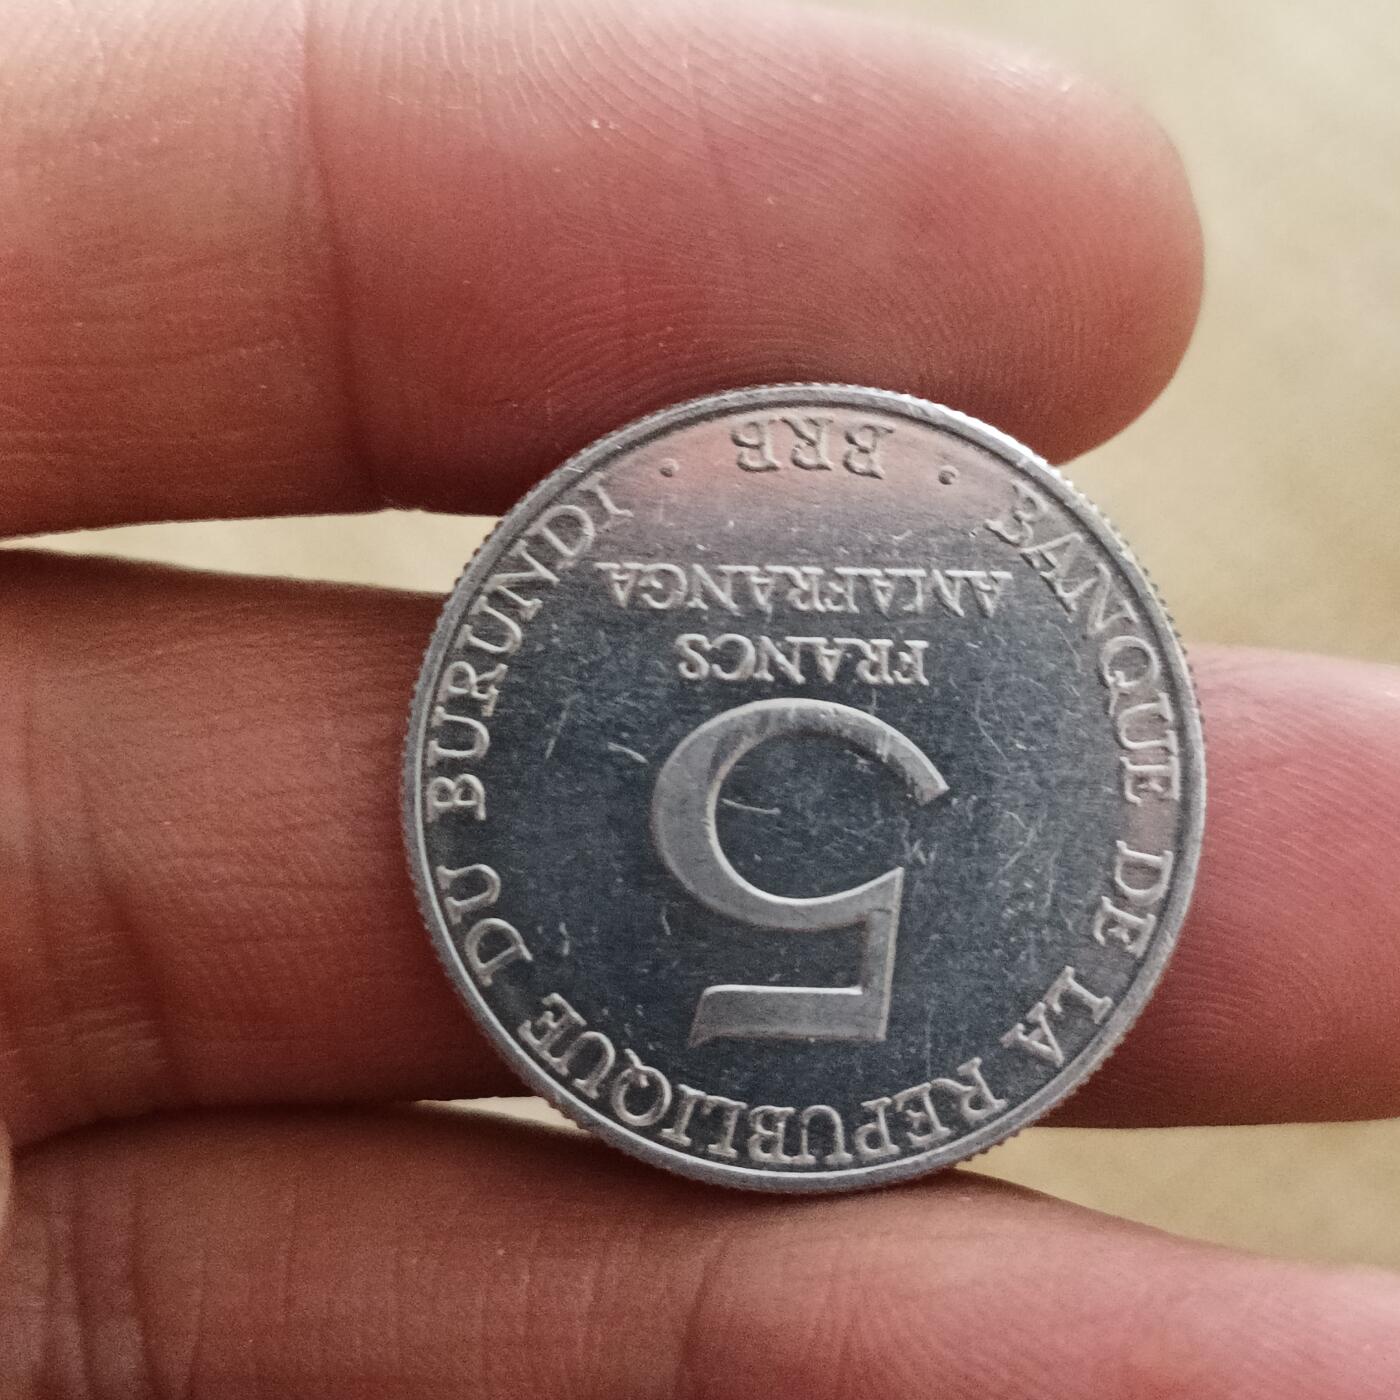 BANQUE DE LA REPUBLIQUE DU BURUNDI
5
FRANCS
AMAFRANGA
· BRB ·